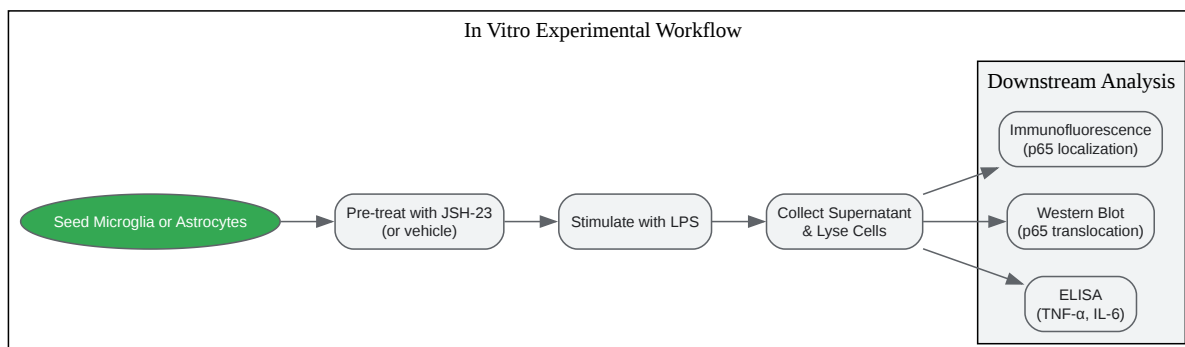 In Vitro Experimental Workflow
Seed Microglia or Astrocytes
Pre-treat with JSH-23
(or vehicle)
Stimulate with LPS
Collect Supernatant
& Lyse Cells
Downstream Analysis
Immunofluorescence
(p65 localization)
Western Blot
(p65 translocation)
ELISA
(TNF-α, IL-6)